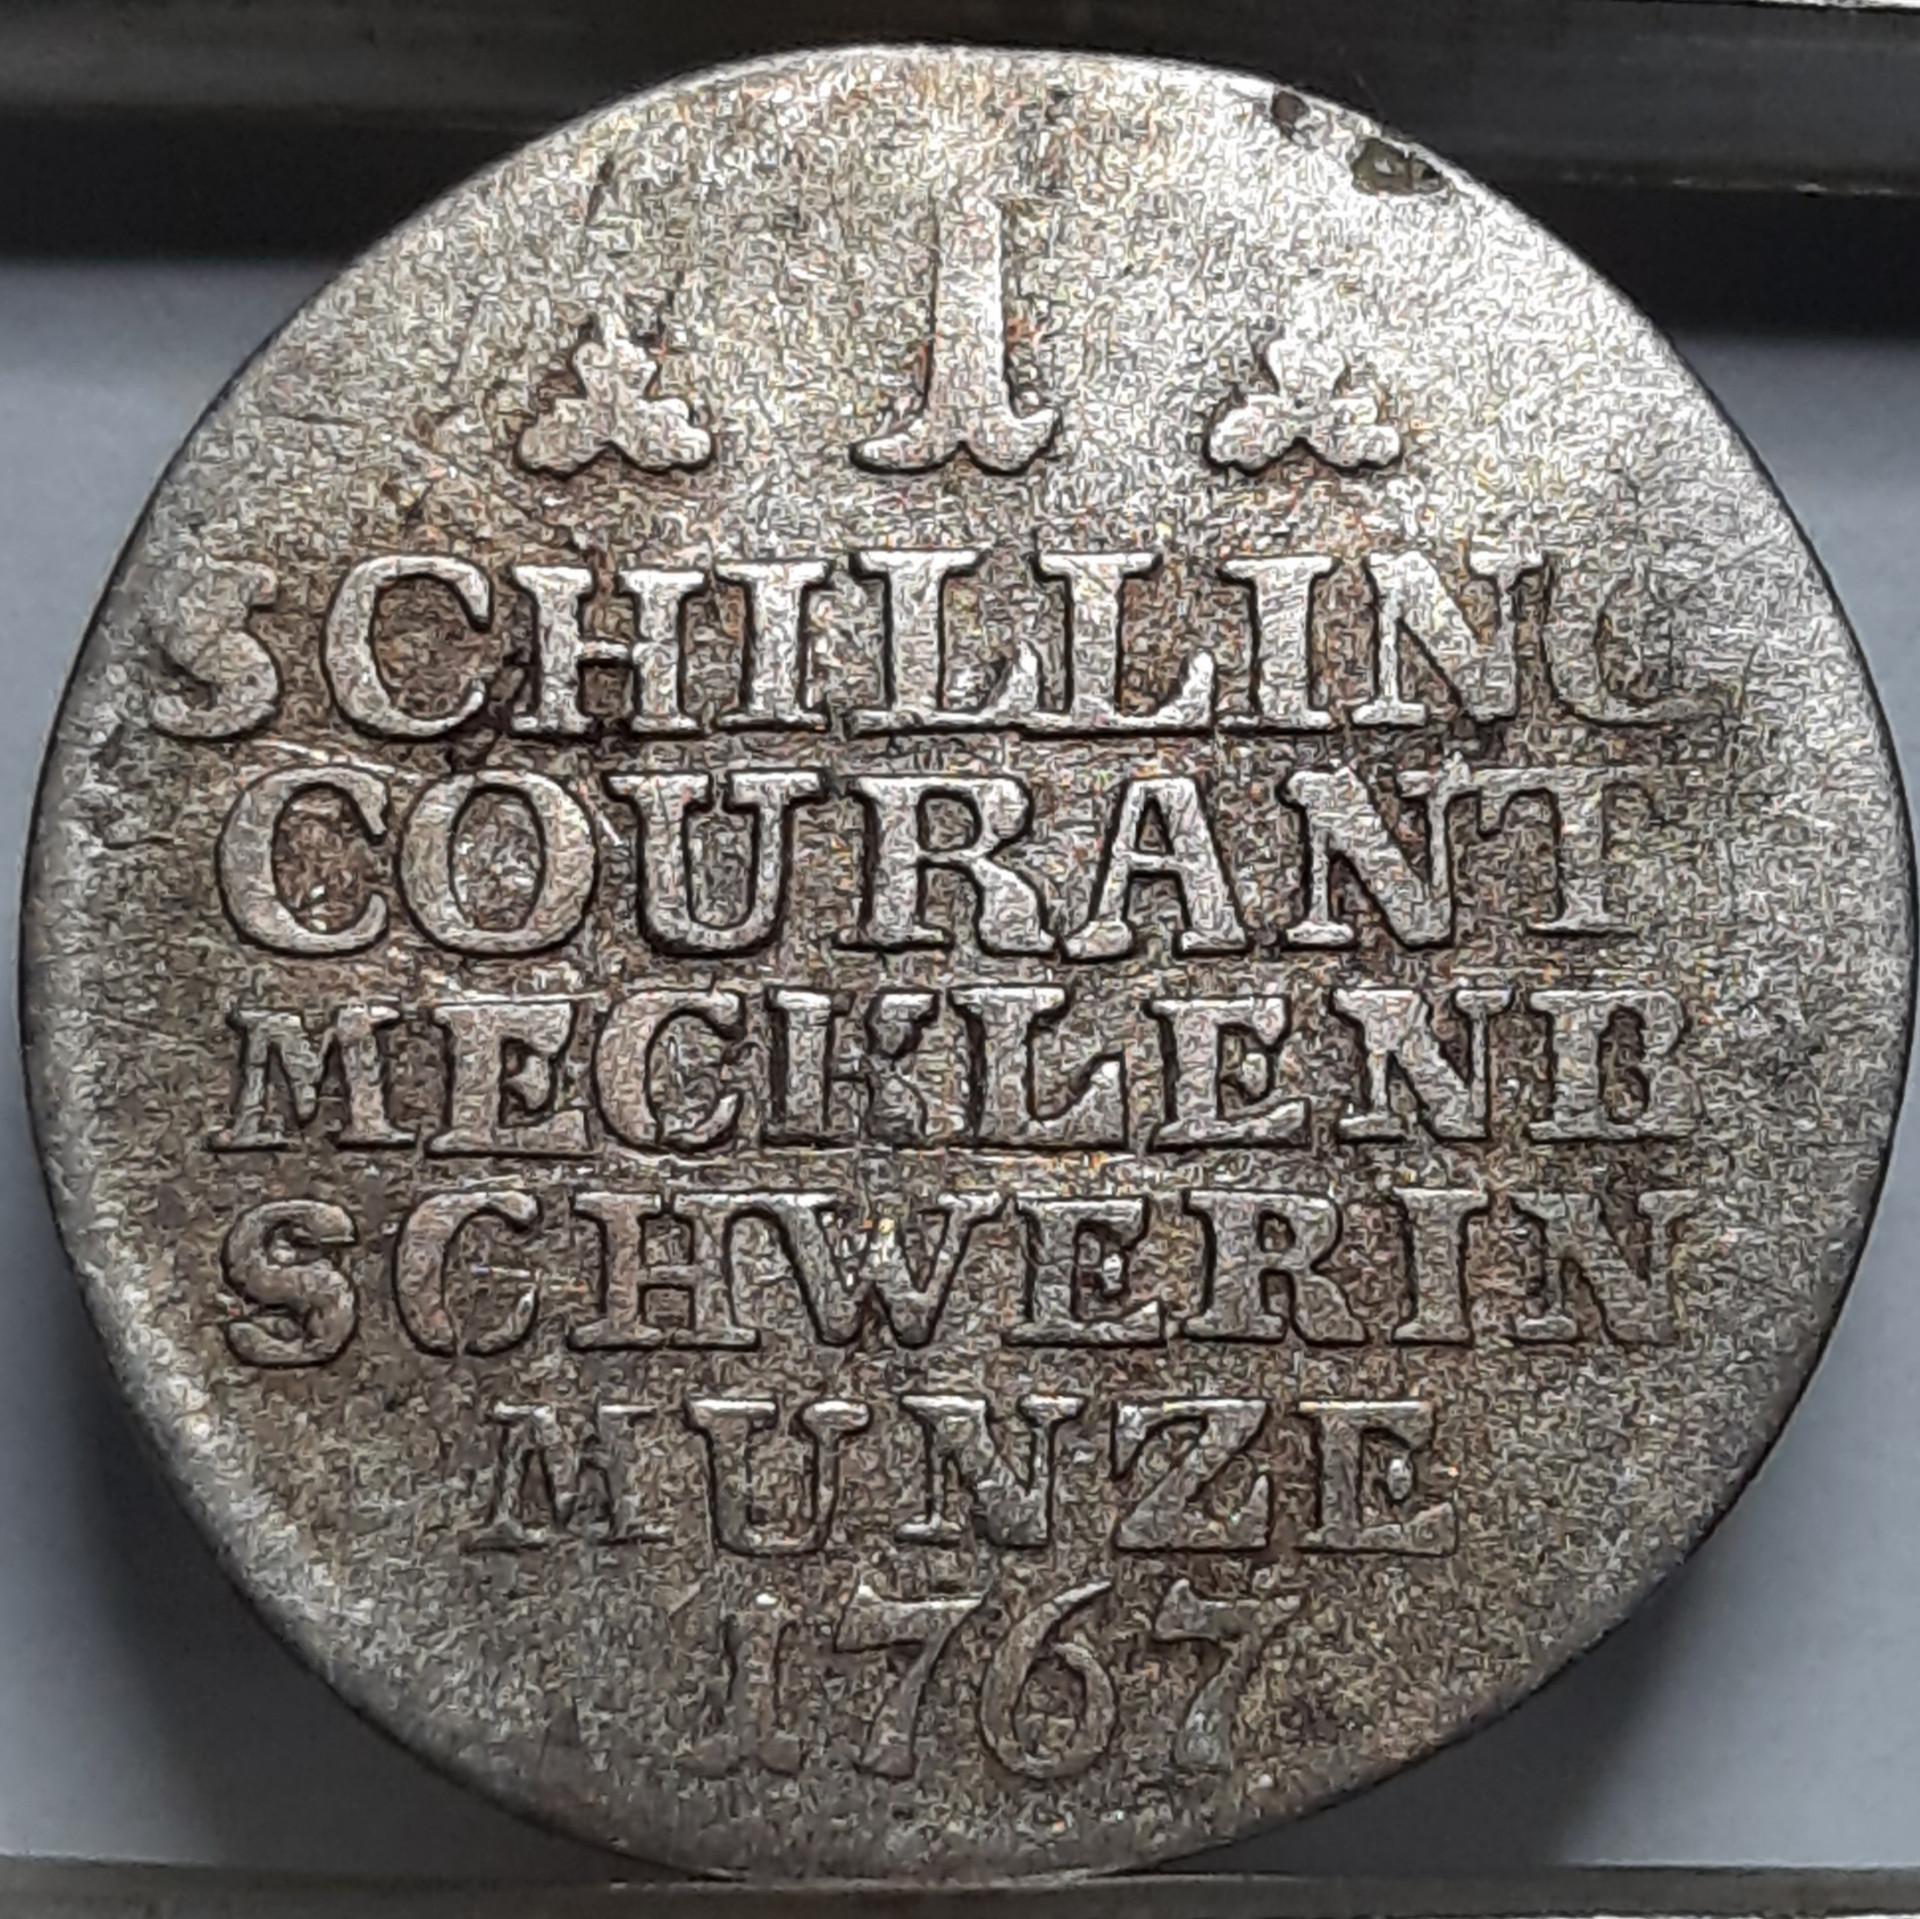 1
SCHILLING
COURANT
MECKLENB
SCHWERIN
MUNZE
1767